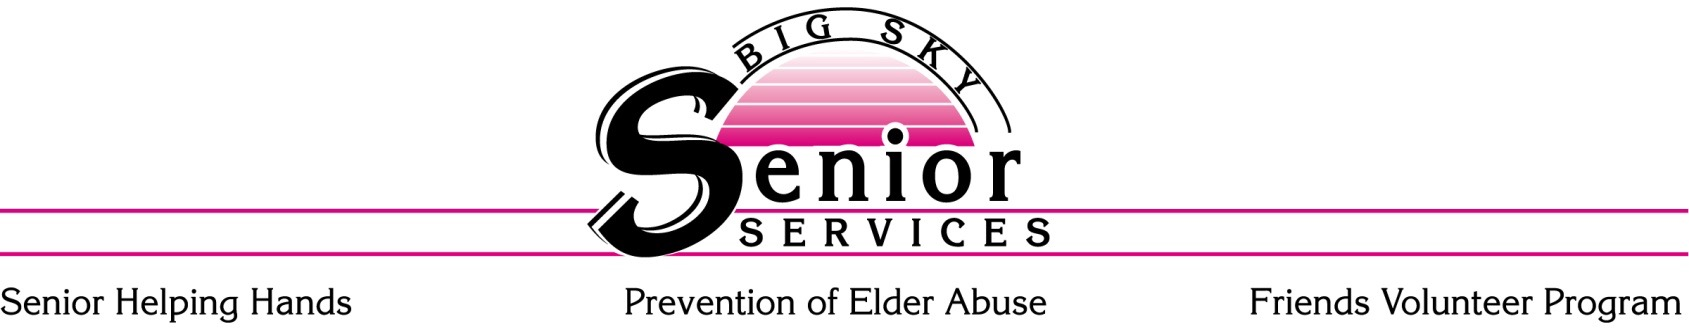 BIG SKY
Senior
SERVICES
Senior Helping Hands
Prevention of Elder Abuse
Friends Volunteer Program